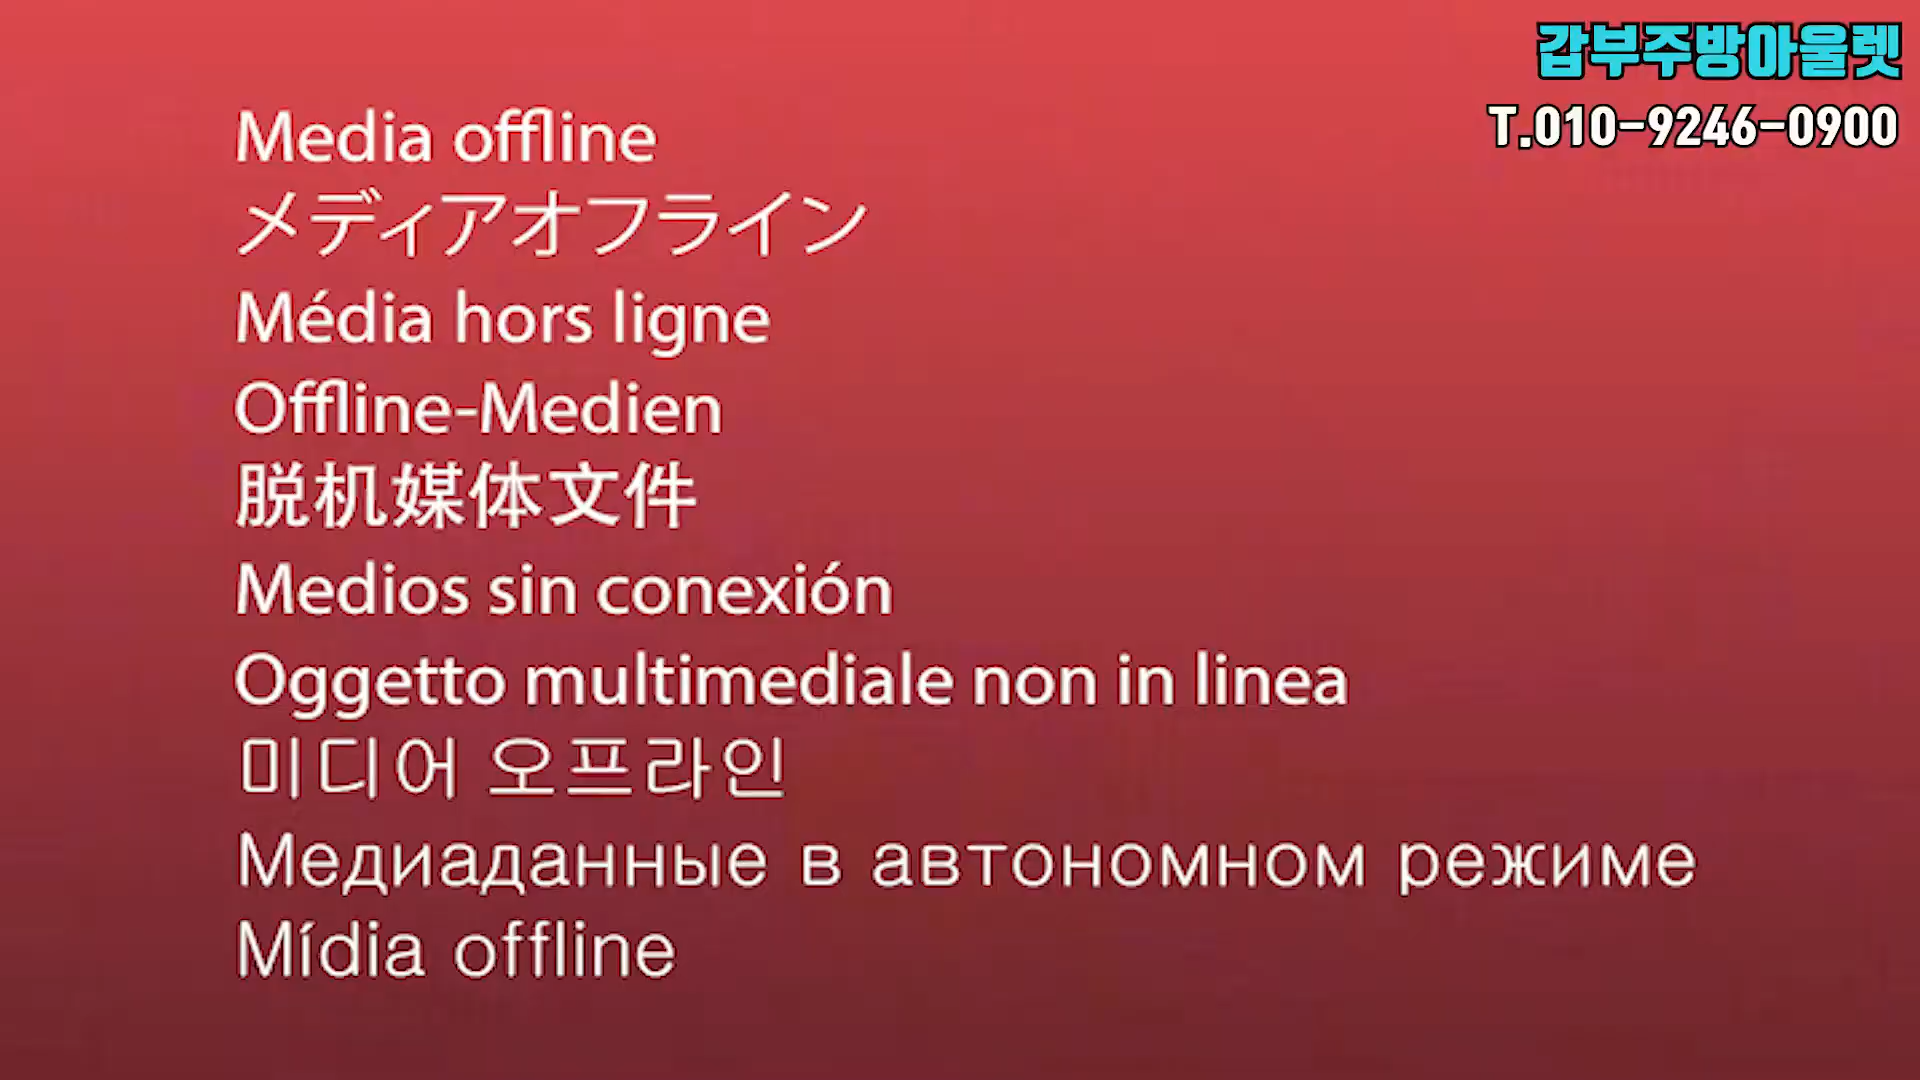 갑부주방아울렛
T.010-9246-0900
Media offline
メディアオフライン
Média hors ligne
Offline-Medien
脱机媒体文件
Medios sin conexión
Oggetto multimediale non in linea
미디어 오프라인
Медиаданные в автономном режиме
Mídia offline